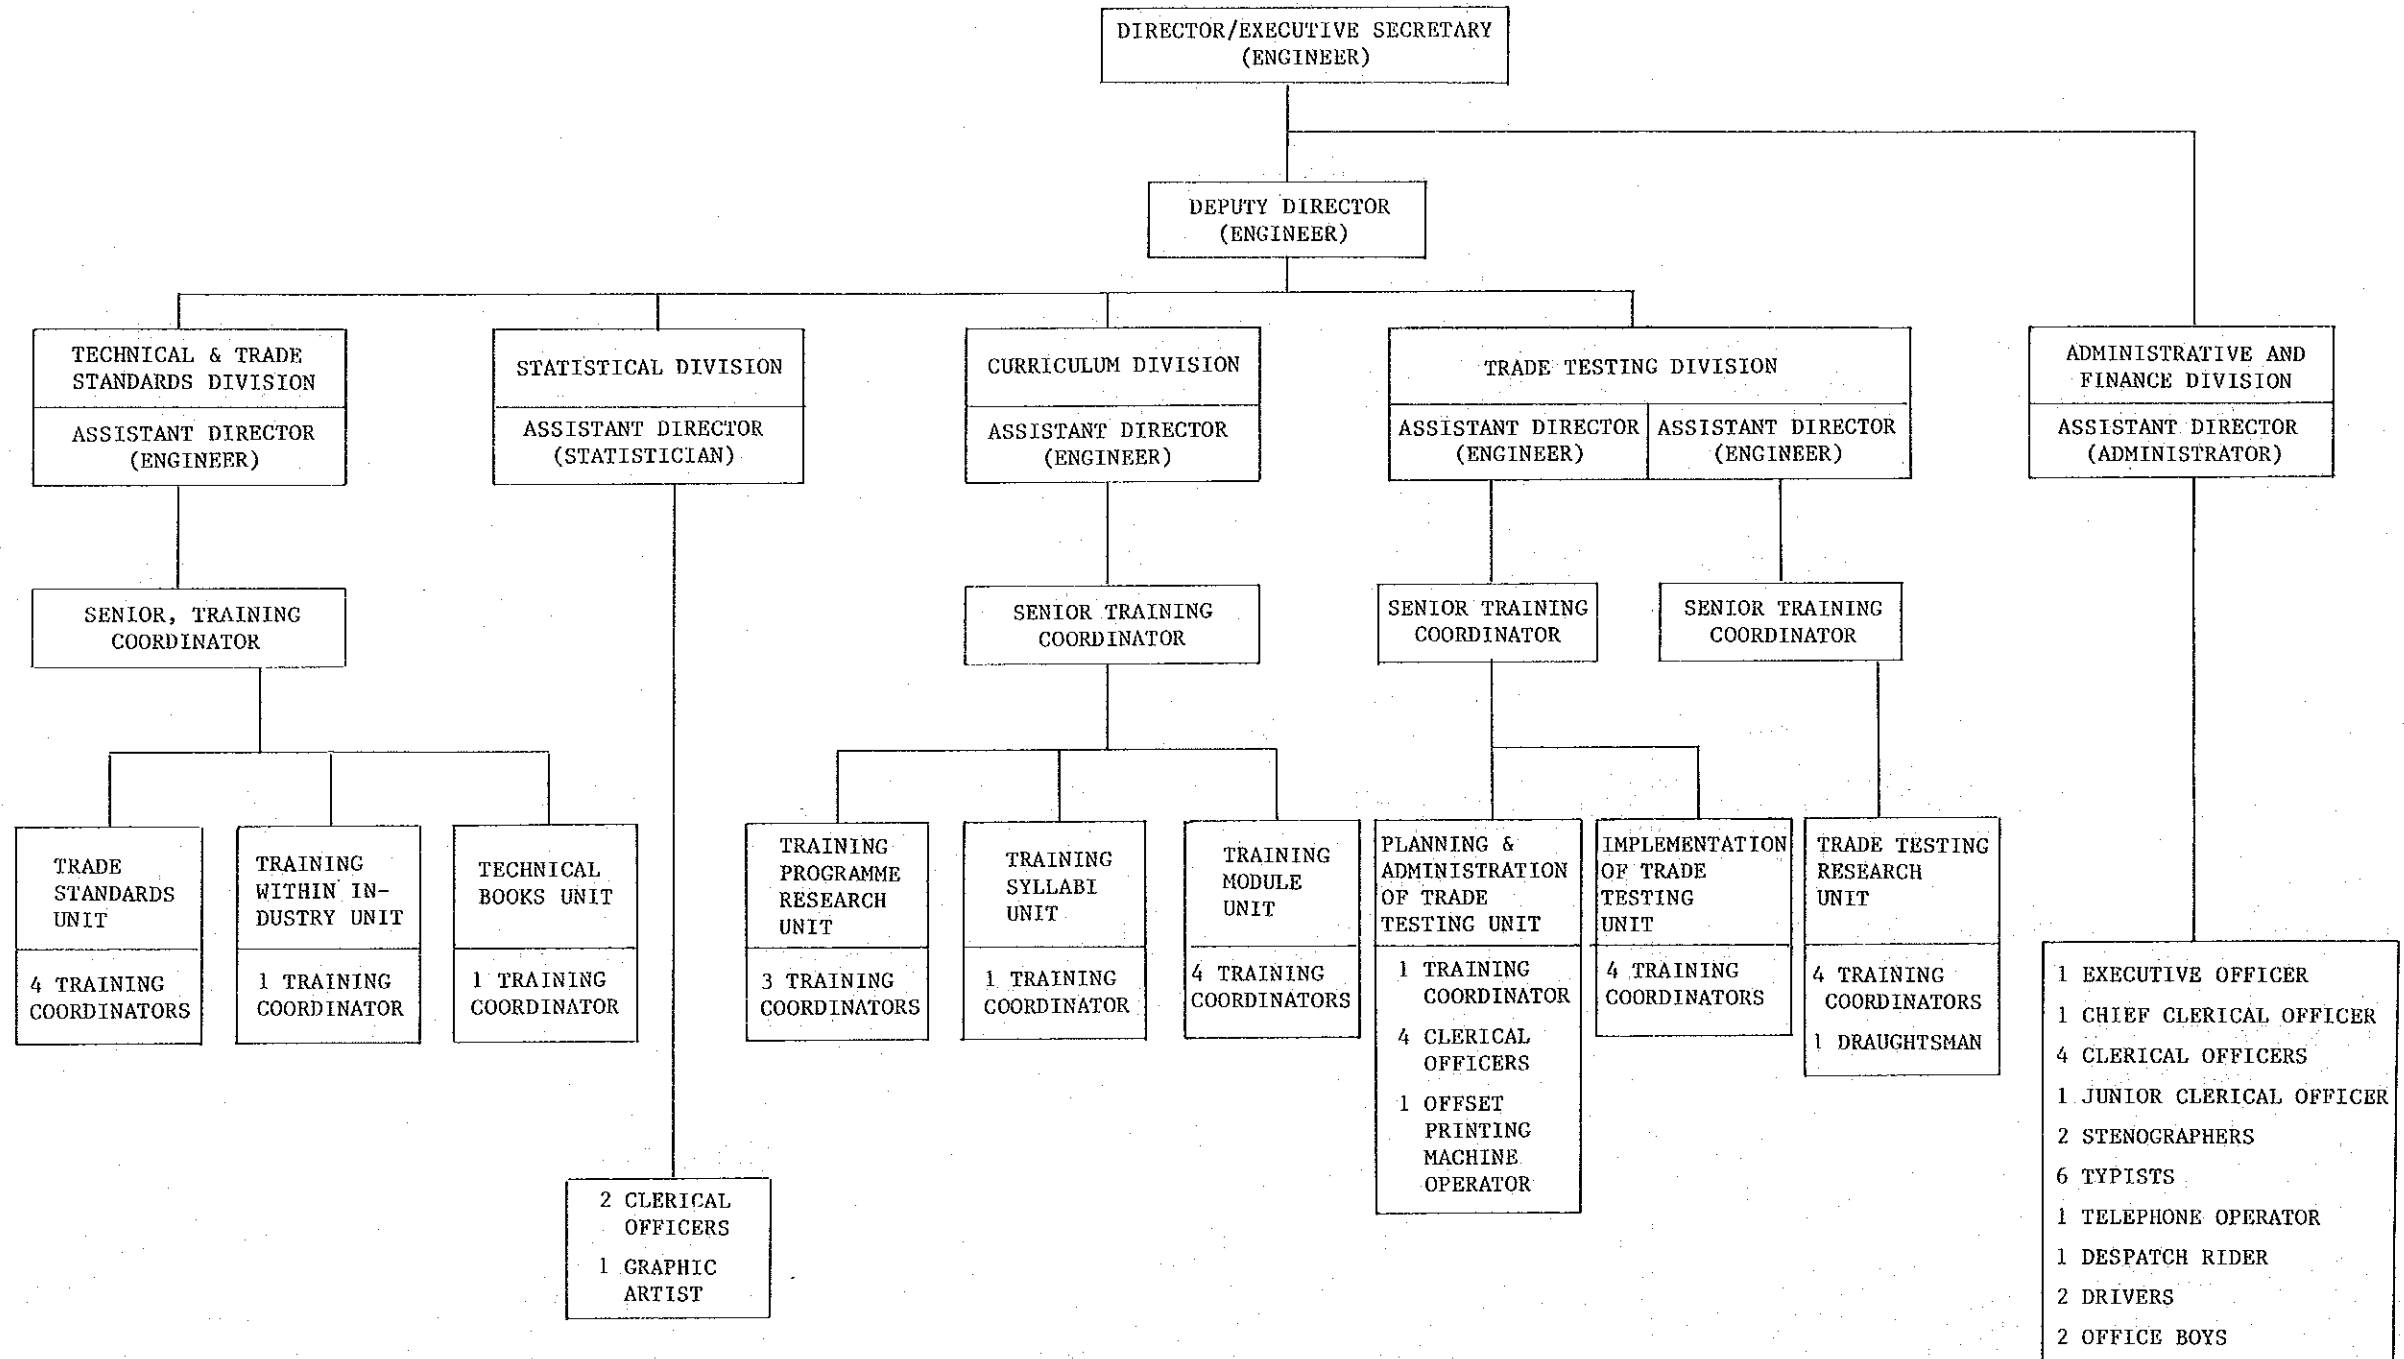 DIRECTOR/EXECUTIVE SECRETARY
(ENGINEER)
DEPUTY DIRECTOR
(ENGINEER)
TECHNICAL & TRADE
STANDARDS DIVISION
ASSISTANT DIRECTOR
(ENGINEER)
STATISTICAL DIVISION
ASSISTANT DIRECTOR
(STATISTICIAN)
CURRICULUM DIVISION
ASSISTANT DIRECTOR
(ENGINEER)
TRADE TESTING DIVISION
ASSISTANT DIRECTOR
(ENGINEER)
ASSISTANT DIRECTOR
(ENGINEER)
ADMINISTRATIVE AND
FINANCE DIVISION
ASSISTANT DIRECTOR
(ADMINISTRATOR)
SENIOR, TRAINING
COORDINATOR
SENIOR TRAINING
COORDINATOR
SENIOR TRAINING
COORDINATOR
SENIOR TRAINING
COORDINATOR
TRADE
STANDARDS
UNIT
4 TRAINING
COORDINATORS
TRAINING
WITHIN IN-
DUSTRY UNIT
1 TRAINING
COORDINATOR
TECHNICAL
BOOKS UNIT
1 TRAINING
COORDINATOR
TRAINING
PROGRAMME
RESEARCH
UNIT
3 TRAINING
COORDINATORS
TRAINING
SYLLABI
UNIT
1 TRAINING
COORDINATOR
TRAINING
MODULE
UNIT
4 TRAINING
COORDINATORS
PLANNING &
ADMINISTRATION
OF TRADE
TESTING UNIT
1 TRAINING
COORDINATOR
4 CLERICAL
OFFICERS
1 OFFSET
PRINTING
MACHINE
OPERATOR
IMPLEMENTATION
OF TRADE
TESTING
UNIT
4 TRAINING
COORDINATORS
TRADE TESTING
RESEARCH
UNIT
4 TRAINING
COORDINATORS
1 DRAUGHTSMAN
2 CLERICAL
OFFICERS
1 GRAPHIC
ARTIST
1 EXECUTIVE OFFICER
1 CHIEF CLERICAL OFFICER
4 CLERICAL OFFICERS
1 JUNIOR CLERICAL OFFICER
2 STENOGRAPHERS
6 TYPISTS
1 TELEPHONE OPERATOR
1 DESPATCH RIDER
2 DRIVERS
2 OFFICE BOYS